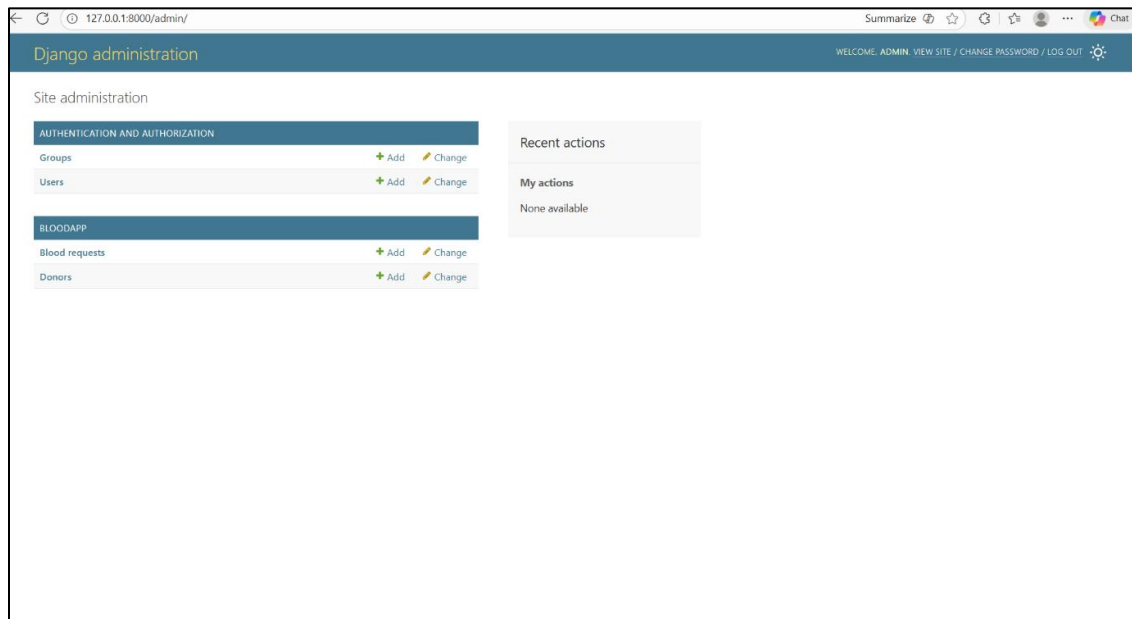 127.0.0.1:8000/admin/ Summarize ... Chat
Django administration WELCOME, ADMIN. VIEW SITE / CHANGE PASSWORD / LOG OUT
Site administration
AUTHENTICATION AND AUTHORIZATION
Groups + Add Change
Users + Add Change
BLOODAPP
Blood requests + Add Change
Donors + Add Change
Recent actions
My actions
None available